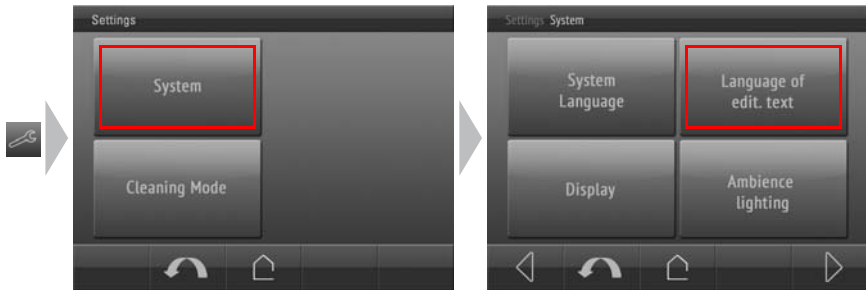 Settings
System
Cleaning Mode
Settings System
System
Language
Language of
edit. text
Display
Ambience
lighting